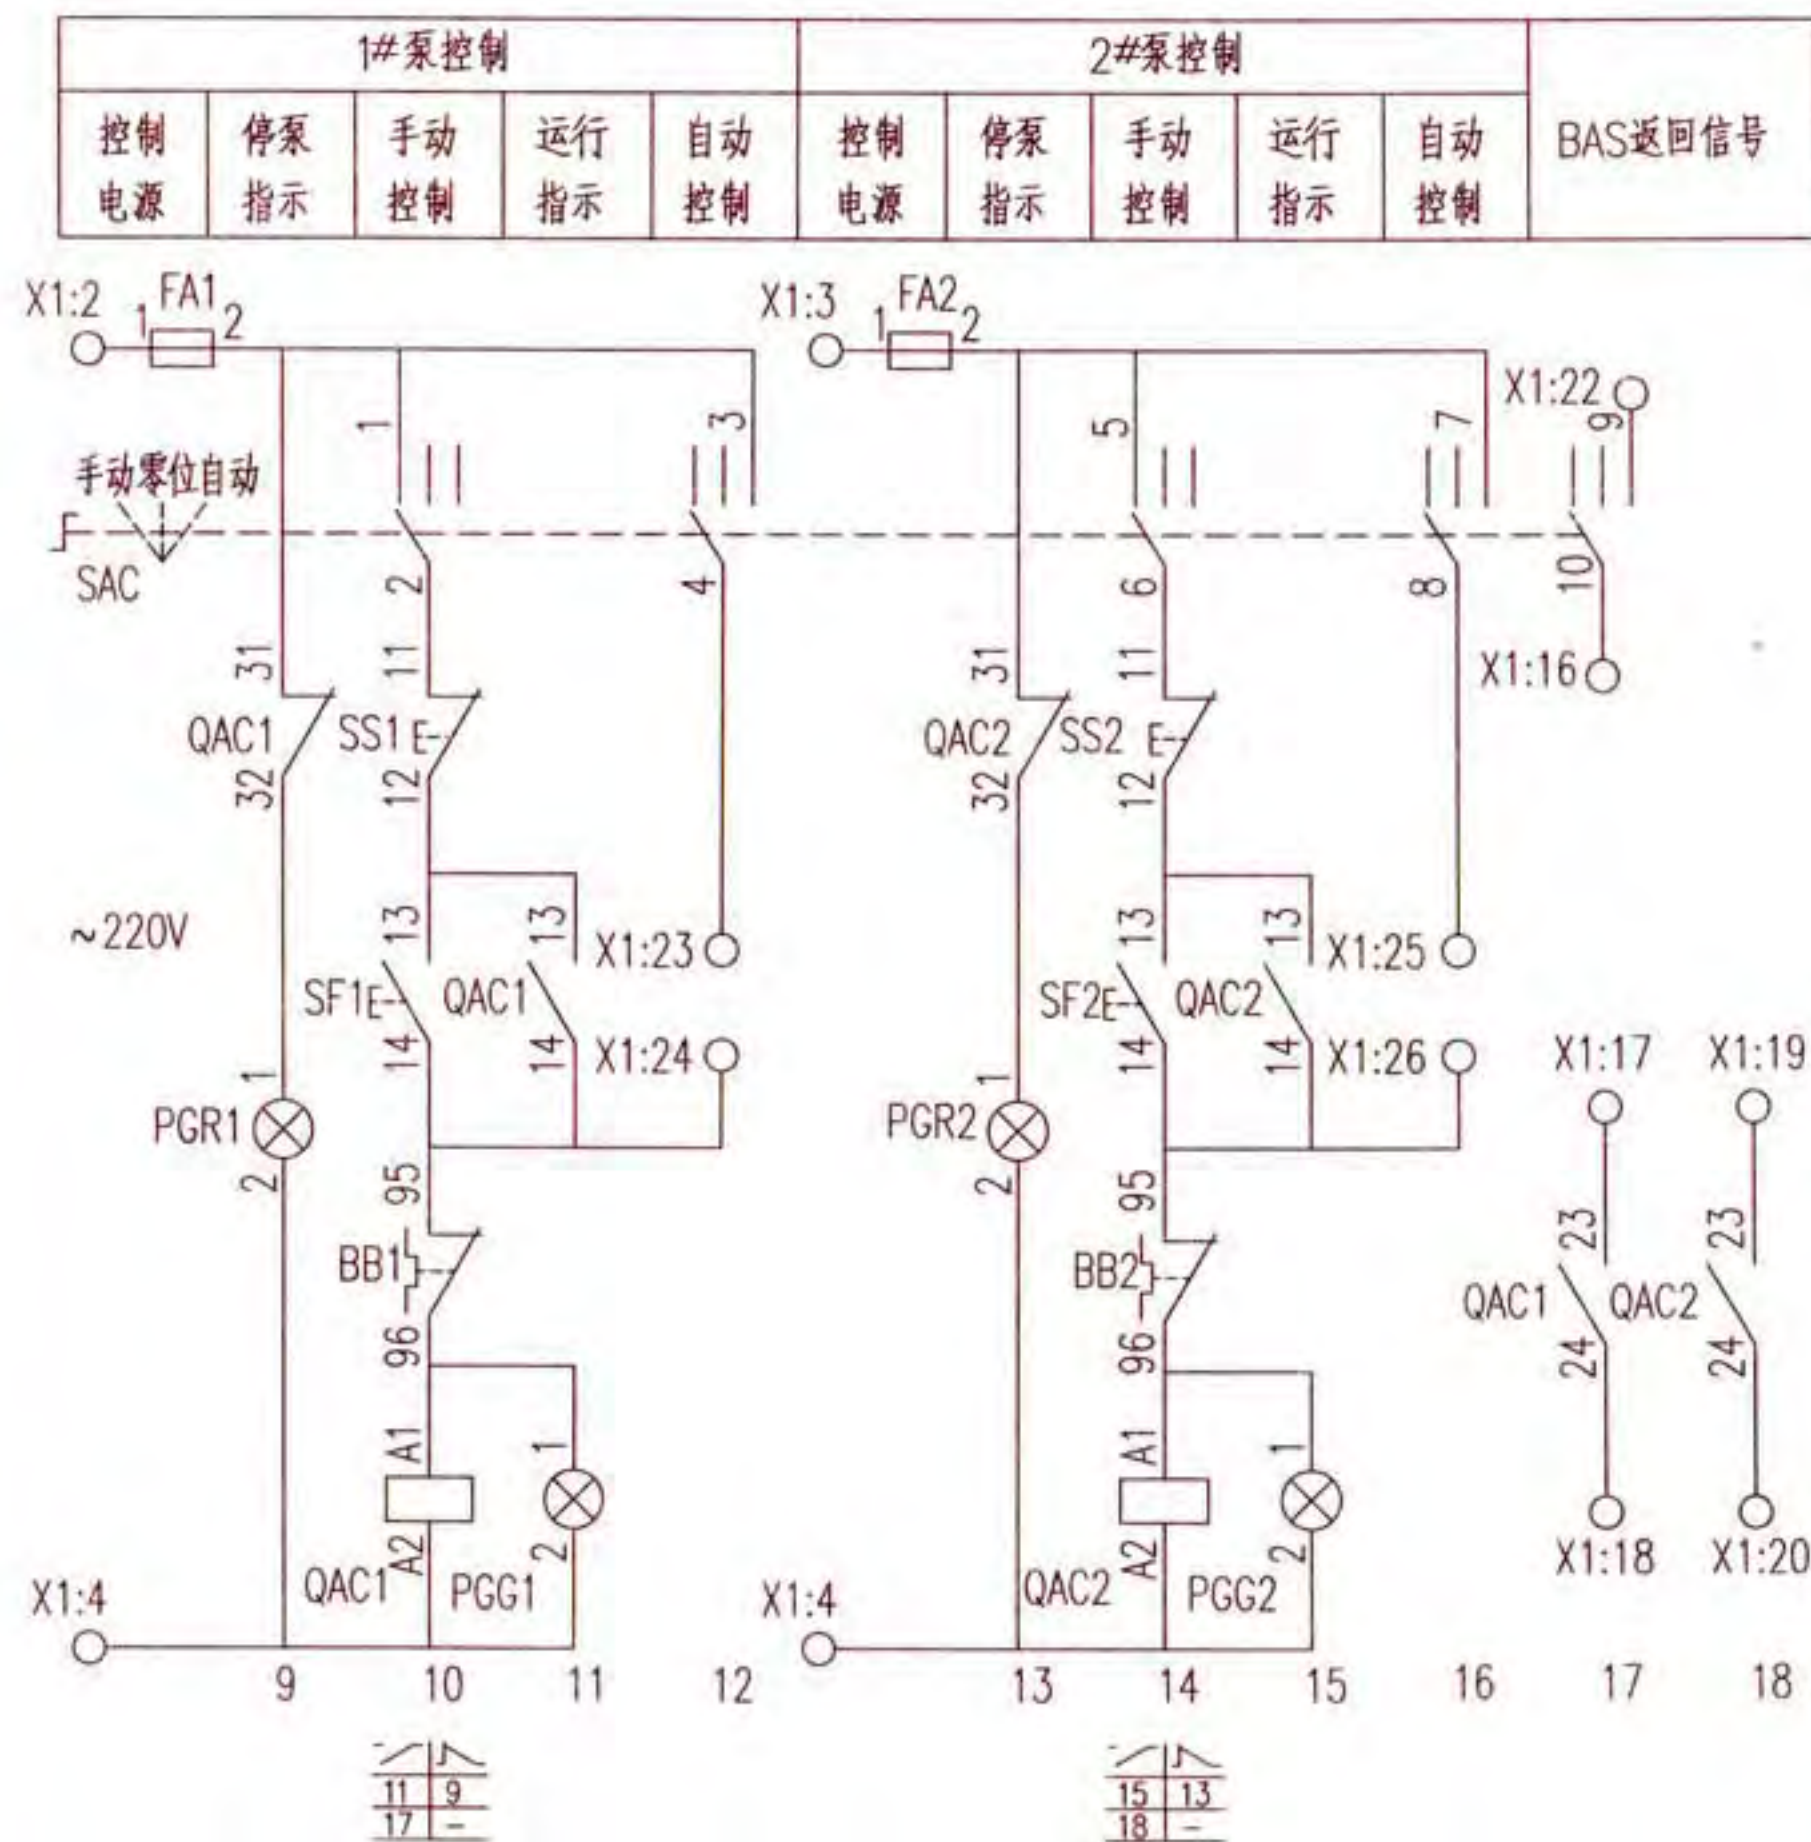 1#泵控制 2#泵控制 BAS返回信号
控制 停泵 手动 运行 自动 控制 停泵 手动 运行 自动
电源 指示 控制 指示 控制 电源 指示 控制 指示 控制
X1:2 1 FA1 2 X1:3 1 FA2 2
X1:22
1 3 5 7 9
手动零位自动
SAC 2 4 6 8 10
31 11 31 11 X1:16
QAC1 SS1 E QAC2 SS2 E
32 12 32 12
~220V 13 13 X1:23 13 13 X1:25
SF1E QAC1 SF2E QAC2
14 14 X1:24 14 14 X1:26 X1:17 X1:19
1 1
PGR1 PGR2
2 95 2 95
23 23
BB1 BB2
QAC1 QAC2
96 96 24 24
A1 1 A1 1
A2 2 A2 2
X1:18 X1:20
QAC1 PGG1 QAC2 PGG2
X1:4 X1:4
9 10 11 12 13 14 15 16 17 18
11 9 15 13
17 - 18 -